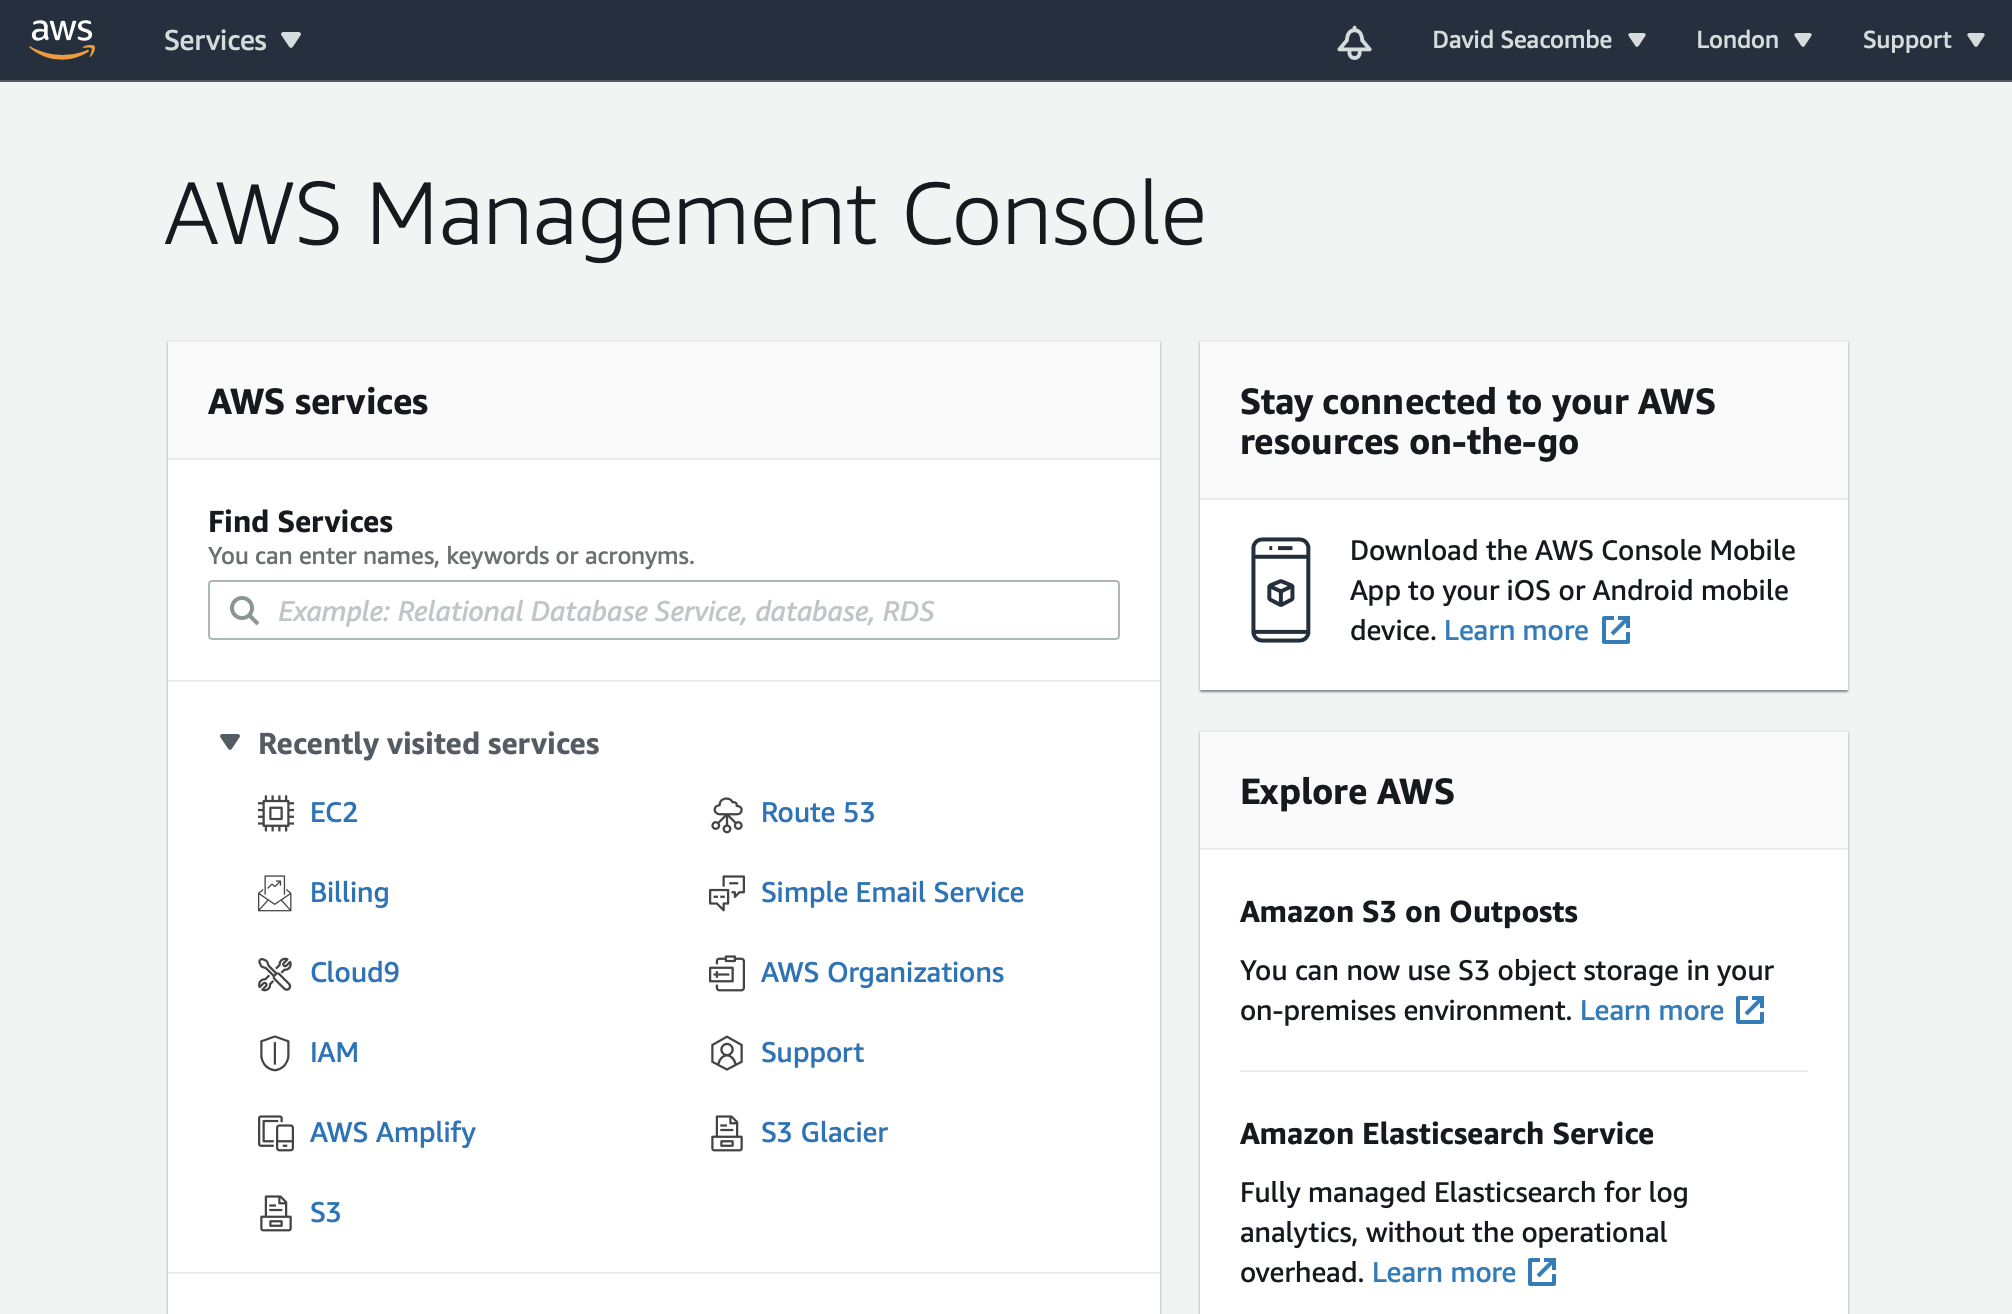 aws
Services
David Seacombe
London
Support
AWS Management Console
AWS services
Find Services
You can enter names, keywords or acronyms.
Example: Relational Database Service, database, RDS
Recently visited services
EC2
Route 53
Billing
Simple Email Service
Cloud9
AWS Organizations
IAM
Support
AWS Amplify
S3 Glacier
S3
Stay connected to your AWS
resources on-the-go
Download the AWS Console Mobile
App to your iOS or Android mobile
device. Learn more
Explore AWS
Amazon S3 on Outposts
You can now use S3 object storage in your
on-premises environment. Learn more
Amazon Elasticsearch Service
Fully managed Elasticsearch for log
analytics, without the operational
overhead. Learn more